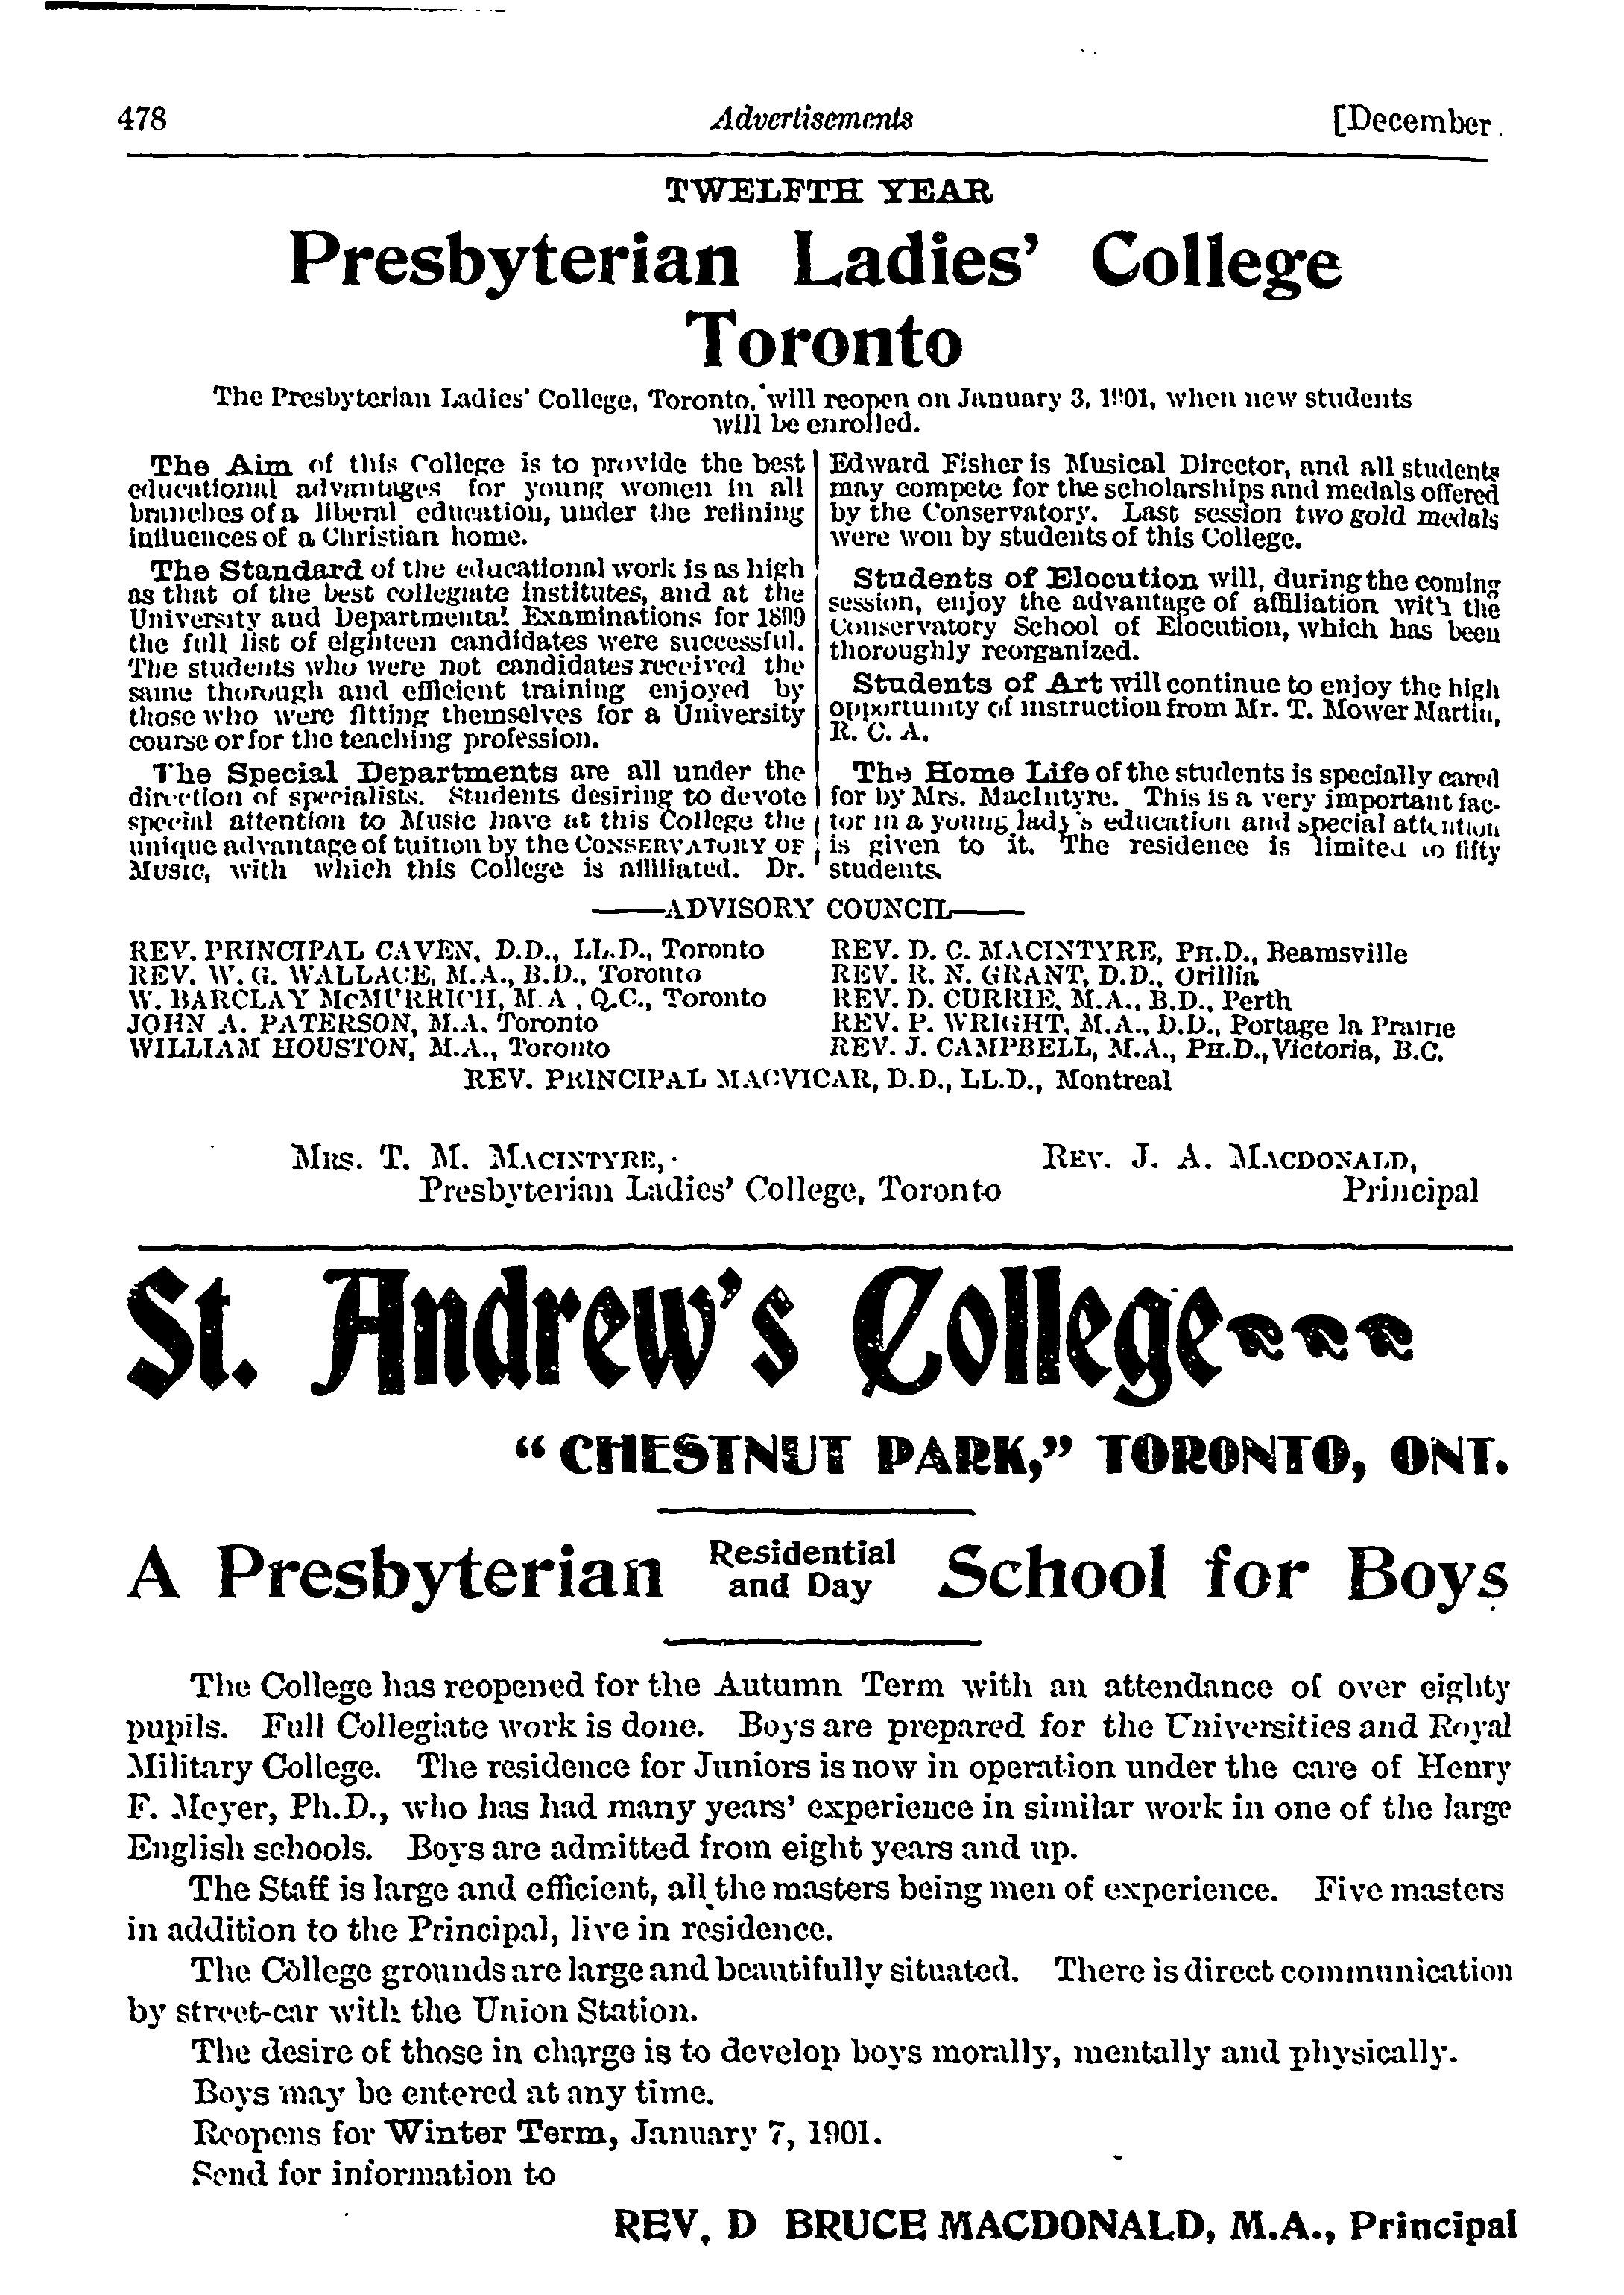 478
Advertisements
[December.
TWELFTH YEAR
Presbyterian Ladies' College
Toronto
The Presbyterian Ladies' College, Toronto, will reopen on January 3, 1901, when new students
will be enrolled.
The Aim of this College is to provide the best
educational advantages for young women in all
branches of a liberal education, under the refining
influences of a Christian home.
The Standard of the educational work is as high
as that of the best collegiate institutes, and at the
University and Departmental Examinations for 1899
the full list of eighteen candidates were successful.
The students who were not candidates received the
same thorough and efficient training enjoyed by
those who were fitting themselves for a University
course or for the teaching profession.
The Special Departments are all under the
direction of specialists. Students desiring to devote
special attention to Music have at this College the
unique advantage of tuition by the CONSERVATORY OF
MUSIC, with which this College is affiliated. Dr.
Edward Fisher is Musical Director, and all students
may compete for the scholarships and medals offered
by the Conservatory. Last session two gold medals
were won by students of this College.
Students of Elocution will, during the coming
session, enjoy the advantage of affiliation with the
Conservatory School of Elocution, which has been
thoroughly reorganized.
Students of Art will continue to enjoy the high
opportunity of instruction from Mr. T. Mower Martin,
R. C. A.
The Home Life of the students is specially cared
for by Mrs. MacIntyre. This is a very important fac-
tor in a young lady's education and special attention
is given to it. The residence is limited to fifty
students.
ADVISORY COUNCIL
REV. PRINCIPAL CAVEN, D.D., LL.D., Toronto
REV. W. G. WALLACE, M.A., B.D., Toronto
W. BARCLAY McMURRICH, M.A, Q.C., Toronto
JOHN A. PATERSON, M.A. Toronto
WILLIAM HOUSTON, M.A., Toronto
REV. D. C. MACINTYRE, PH.D., Beamsville
REV. R. N. GRANT, D.D., Orillia
REV. D. CURRIE, M.A., B.D., Perth
REV. P. WRIGHT, M.A., D.D., Portage la Prairie
REV. J. CAMPBELL, M.A., PH.D., Victoria, B.C.
REV. PRINCIPAL MACVICAR, D.D., LL.D., Montreal
MRS. T. M. MACINTYRE,
Presbyterian Ladies' College, Toronto
REV. J. A. MACDONALD,
Principal
St. Andrew's College
"CHESTNUT PARK," TORONTO, ONT.
A Presbyterian Residential and Day School for Boys
The College has reopened for the Autumn Term with an attendance of over eighty
pupils. Full Collegiate work is done. Boys are prepared for the Universities and Royal
Military College. The residence for Juniors is now in operation under the care of Henry
F. Meyer, Ph.D., who has had many years' experience in similar work in one of the large
English schools. Boys are admitted from eight years and up.
The Staff is large and efficient, all the masters being men of experience. Five masters
in addition to the Principal, live in residence.
The College grounds are large and beautifully situated. There is direct communication
by street-car with the Union Station.
The desire of those in charge is to develop boys morally, mentally and physically.
Boys may be entered at any time.
Reopens for Winter Term, January 7, 1901.
Send for information to
REV. D BRUCE MACDONALD, M.A., Principal